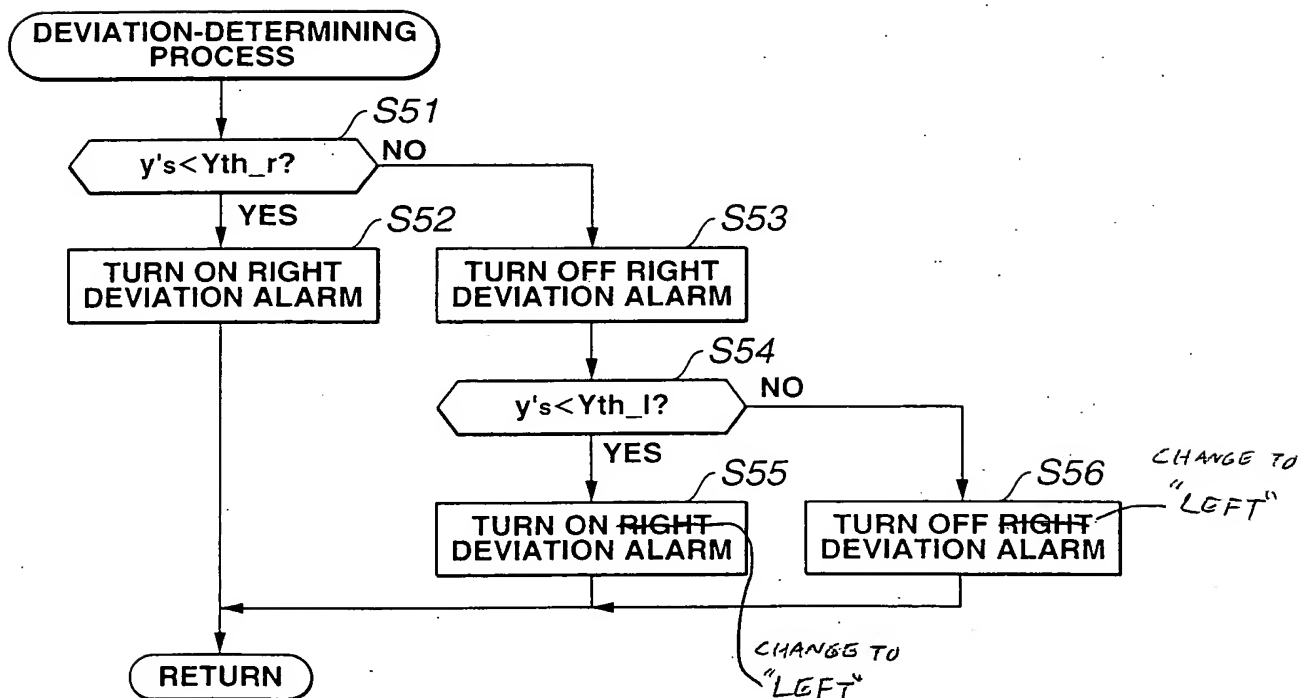 DEVIATION-DETERMINING
PROCESS
S51
y's<Yth_r?
NO
YES
S52
S53
TURN ON RIGHT
DEVIATION ALARM
TURN OFF RIGHT
DEVIATION ALARM
S54
y's<Yth_l?
NO
YES
S55
S56
CHANGE TO
"LEFT"
TURN ON RIGHT
DEVIATION ALARM
TURN OFF RIGHT
DEVIATION ALARM
CHANGE TO
"LEFT"
RETURN